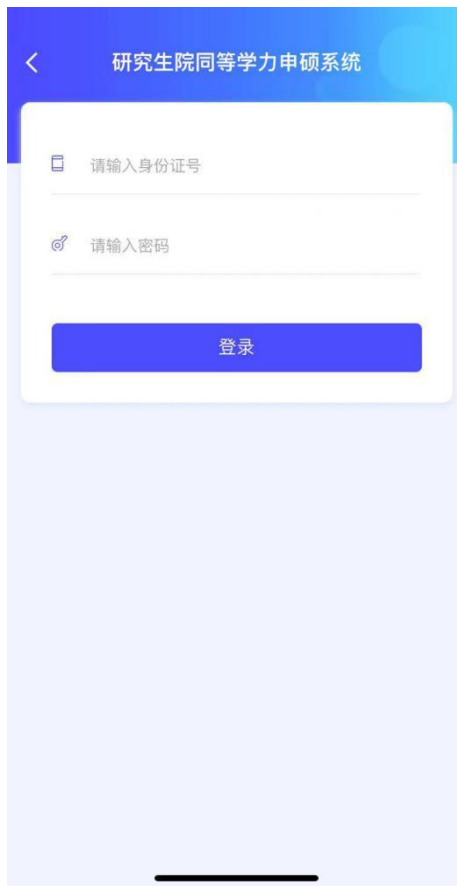 研究生院同等学力申硕系统
请输入身份证号
请输入密码
登录